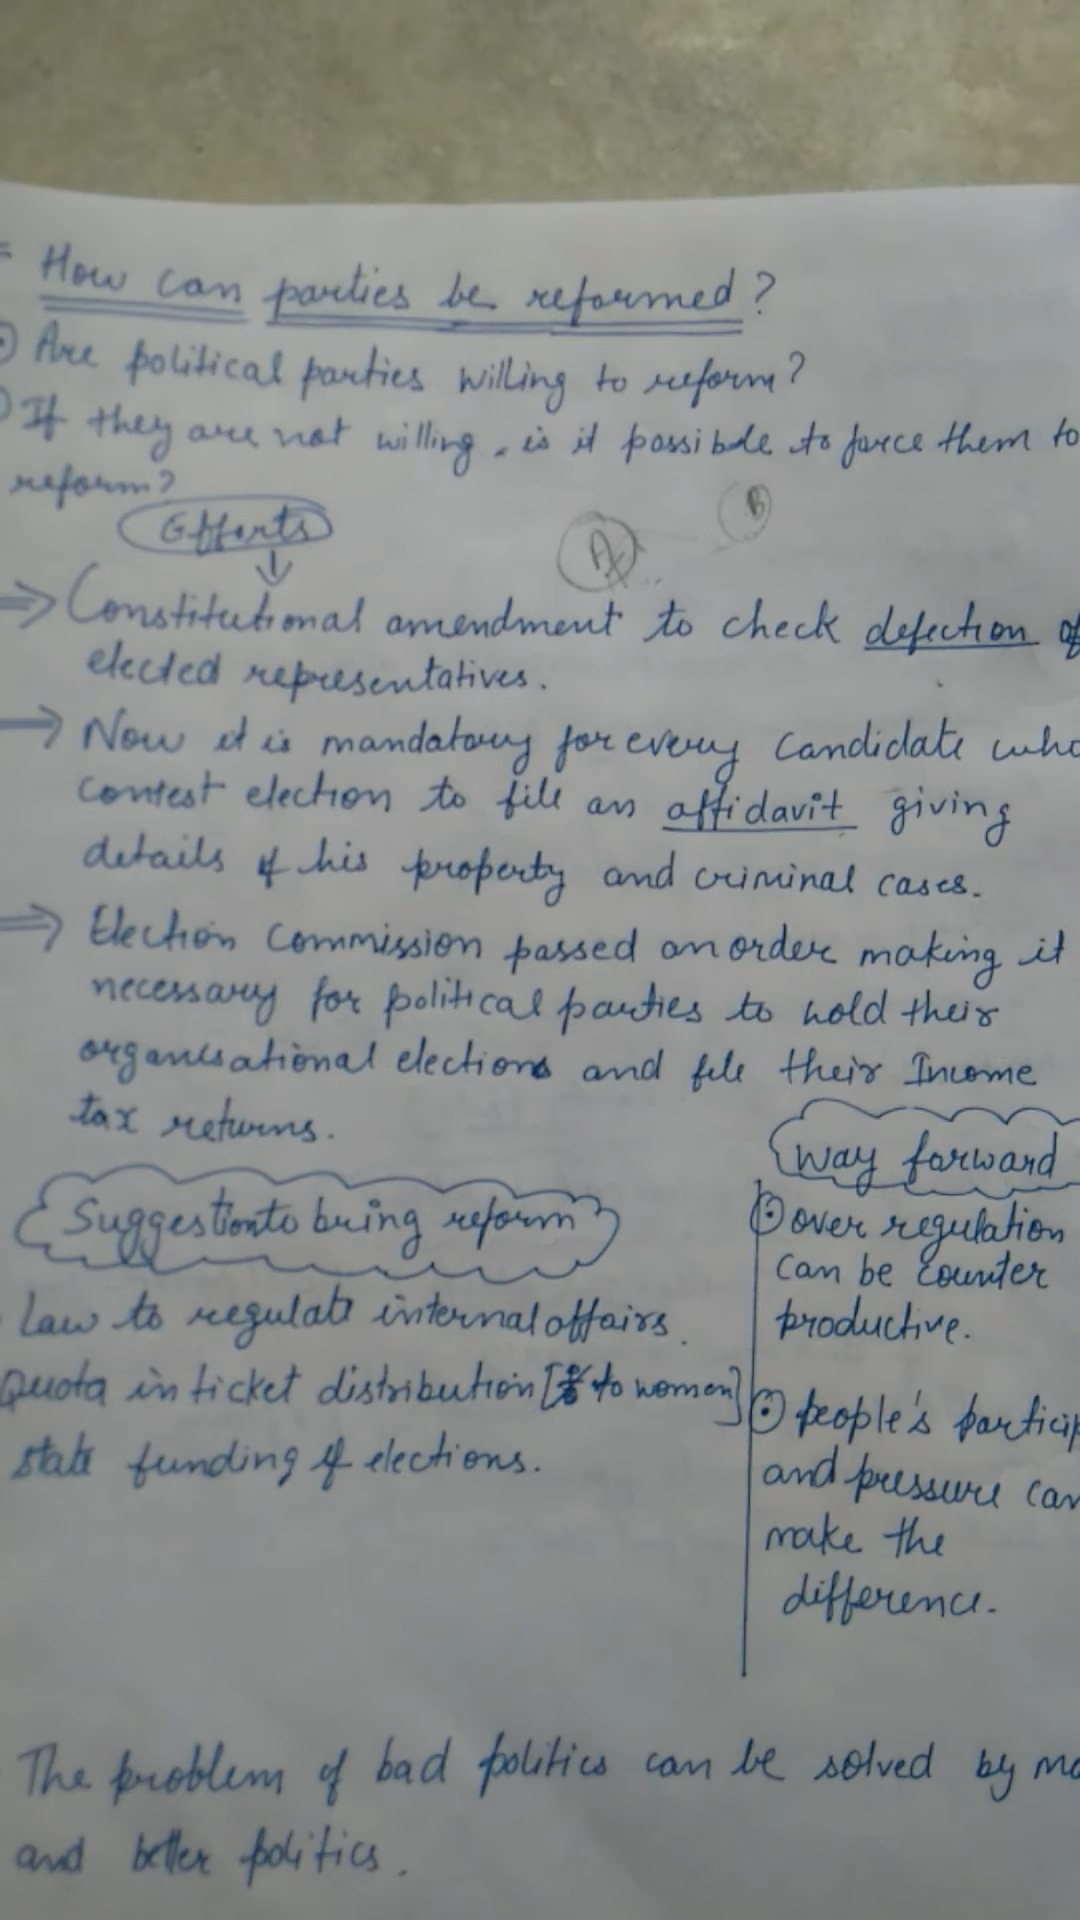 How can parties be reformed?
Are political parties willing to reform?
If they are not willing, is it possible to force them to
reform?
Efforts
A
B
⇒ Constitutional amendment to check defection of
elected representatives.
⇒ Now it is mandatory for every candidate who
contest election to file an affidavit giving
details of his property and criminal cases.
⇒ Election Commission passed an order making it
necessary for political parties to hold their
organisational elections and file their Income
tax returns.
Suggestion to bring reform
Law to regulate internal affairs.
Quota in ticket distribution [to women]
state funding of elections.
Way forward
over regulation
can be counter
productive.
people's particip
and pressure can
make the
difference.
The problem of bad politics can be solved by mo
and better politics.